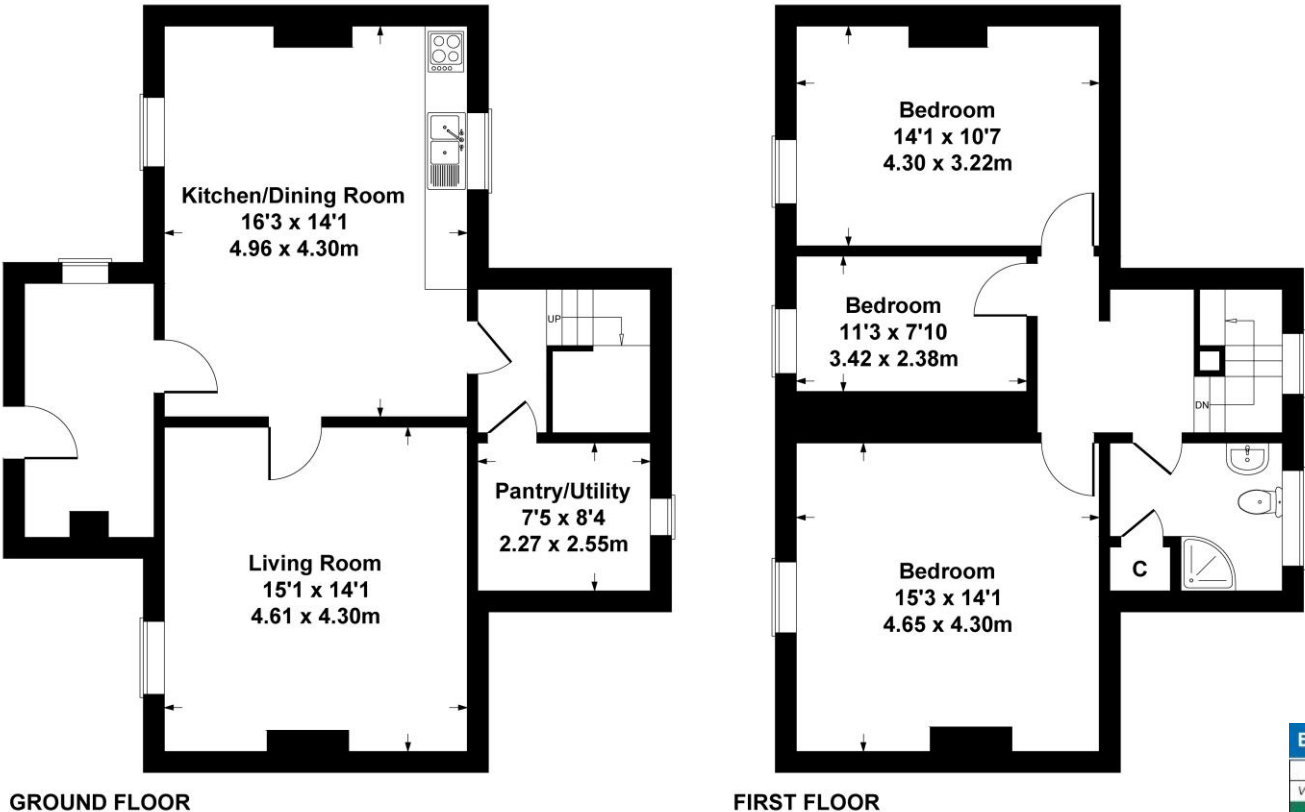 Kitchen/Dining Room
16'3 x 14'1
4.96 x 4.30m
UP
Pantry/Utility
7'5 x 8'4
2.27 x 2.55m
Living Room
15'1 x 14'1
4.61 x 4.30m
GROUND FLOOR
Bedroom
14'1 x 10'7
4.30 x 3.22m
Bedroom
11'3 x 7'10
3.42 x 2.38m
DN
Bedroom
15'3 x 14'1
4.65 x 4.30m
C
FIRST FLOOR